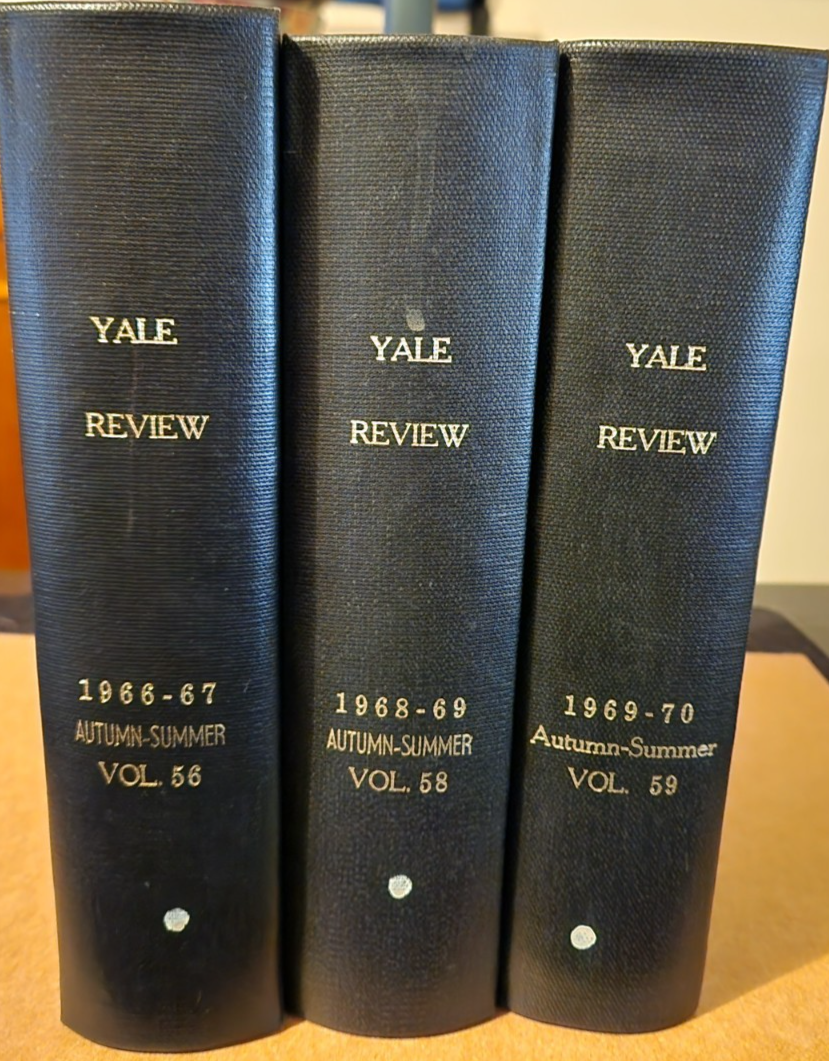 YALE
REVIEW
1966-67
AUTUMN-SUMMER
VOL. 56
YALE
REVIEW
1968-69
AUTUMN-SUMMER
VOL. 58
YALE
REVIEW
1969-70
Autumn-Summer
VOL. 59